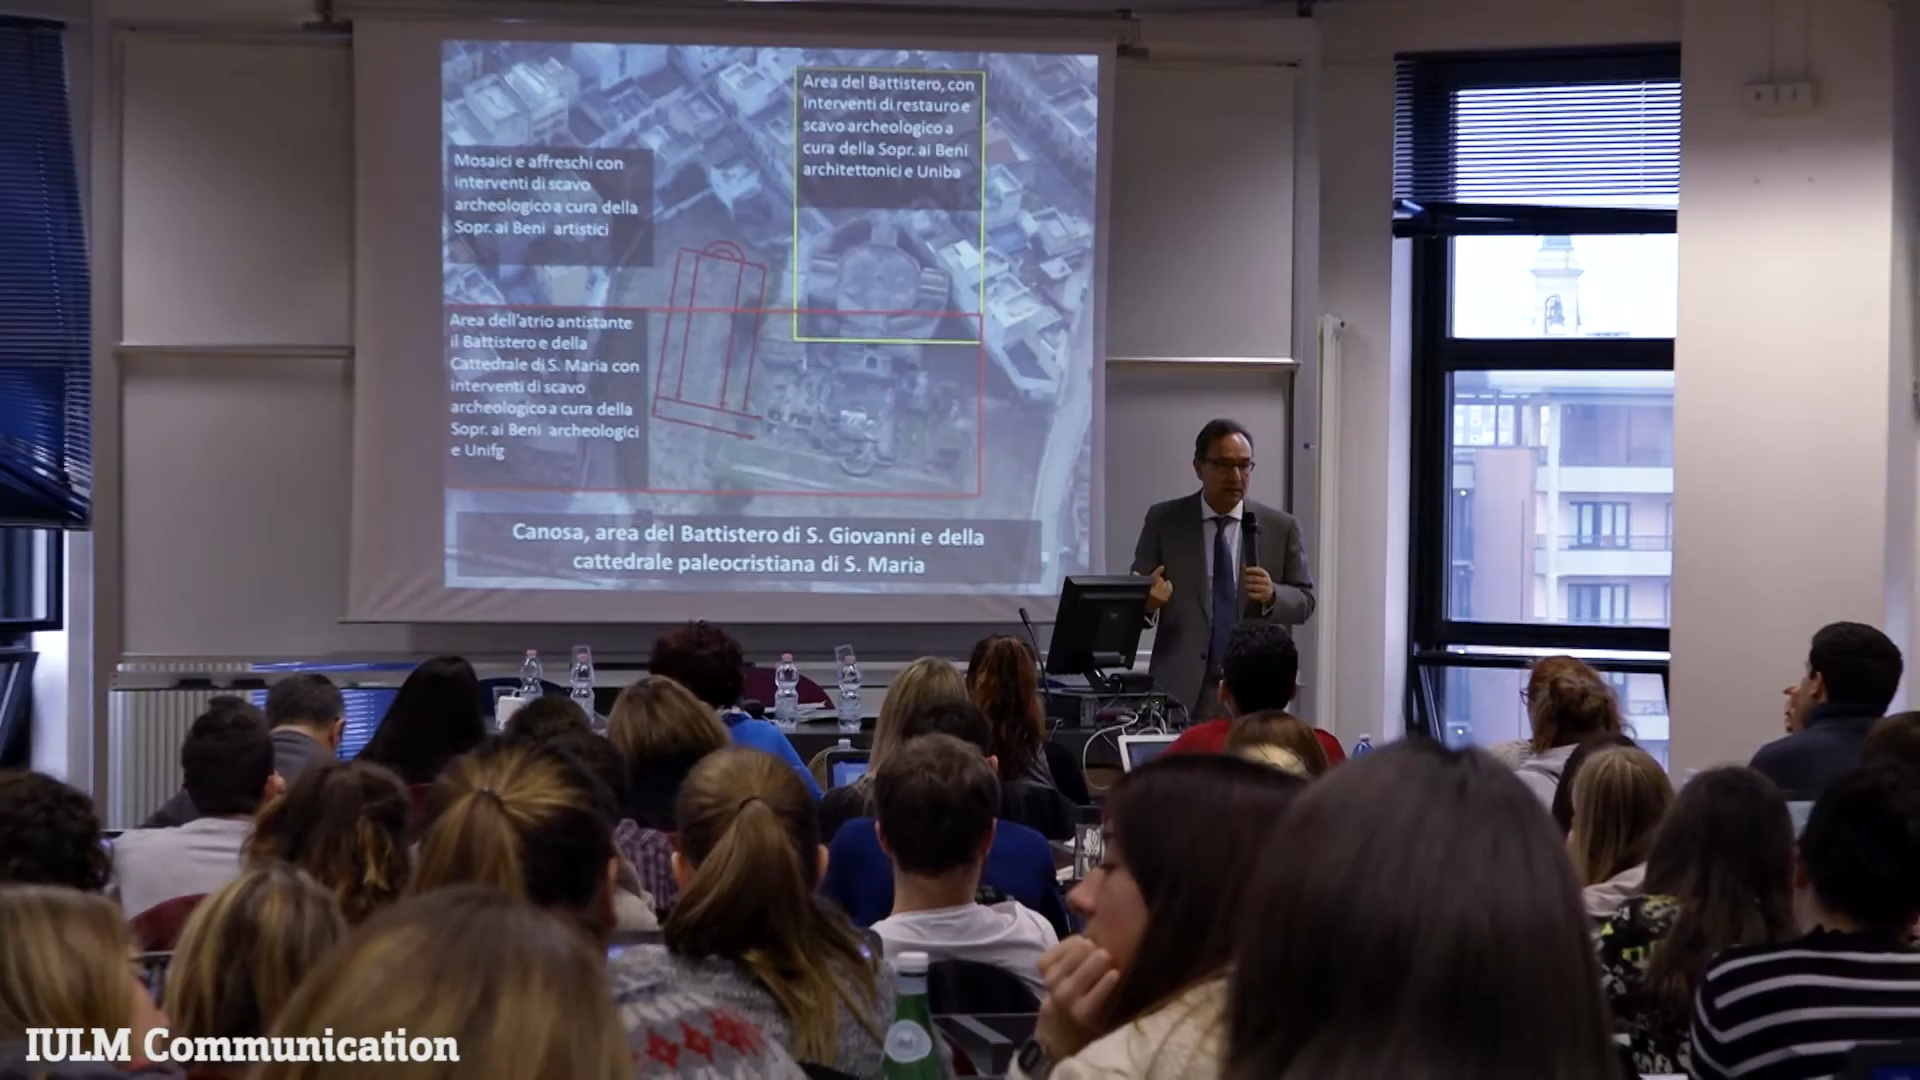 Area del Battistero, con
interventi di restauro e
scavo archeologico a
cura della Sopr. ai Beni
architettonici e Uniba
Mosaici e affreschi con
interventi di scavo
archeologico a cura della
Sopr. ai Beni artistici
Area dell'atrio antistante
il Battistero e della
Cattedrale di S. Maria con
interventi di scavo
archeologico a cura della
Sopr. ai Beni archeologici
e Unifg
Canosa, area del Battistero di S. Giovanni e della
cattedrale paleocristiana di S. Maria
IULM Communication